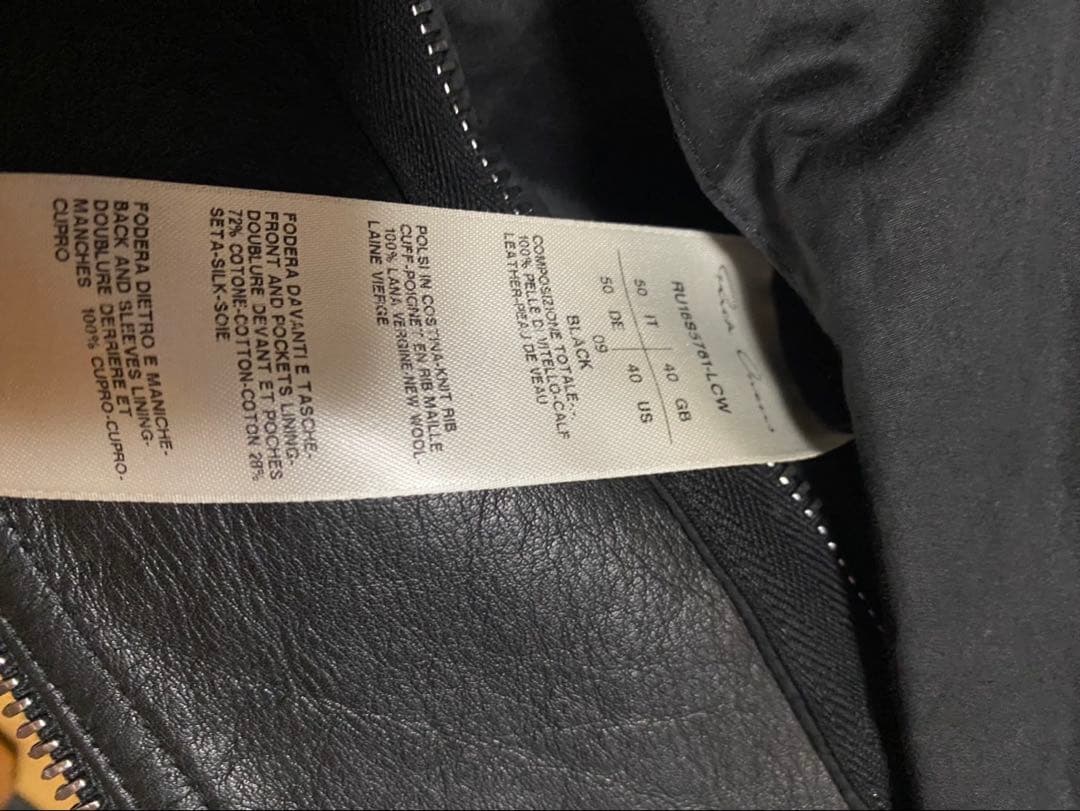 Rick Owens
RU16S5761-LCW
50 IT 40 GB
50 DE 40 US
BLACK 09
COMPOSIZIONE TOTALE-
100% PELLE DI VITELLO-CALF
LEATHER-PEAU DE VEAU
POLSI IN COSTINA-KNIT RIB
CUFF-POIGNET EN RIB MAILLE
100% LANA VERGINE-NEW WOOL-
LAINE VIERGE
FODERA DAVANTI E TASCHE-
FRONT AND POCKETS LINING-
DOUBLURE DEVANT ET POCHES
72% COTONE-COTTON-COTON 28%
SETA-SILK-SOIE
FODERA DIETRO E MANICHE-
BACK AND SLEEVES LINING-
DOUBLURE DERRIERE ET
MANCHES 100% CUPRO-CUPRO-
CUPRO